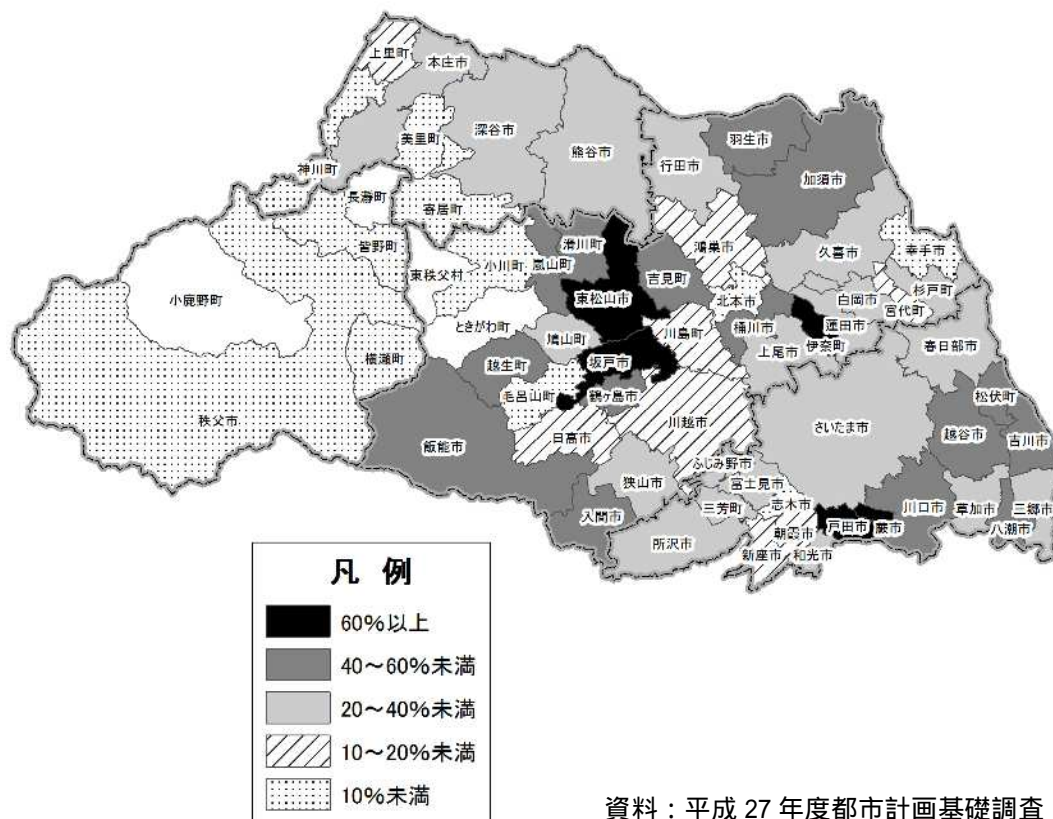 上里町
本庄市
美里町
深谷市
熊谷市
神川町
長瀞町
寄居町
皆野町
行田市
羽生市
加須市
鴻巣市
久喜市
幸手市
滑川町
嵐山町
小川町
東秩父村
吉見町
東松山市
北本市
白岡市
杉戸町
宮代町
小鹿野町
ときがわ町
鳩山町
川島町
桶川市
蓮田市
伊奈町
上尾市
春日部市
横瀬町
越生町
坂戸市
鶴ヶ島市
毛呂山町
松伏町
秩父市
飯能市
日高市
川越市
さいたま市
越谷市
吉川市
ふじみ野市
狭山市
富士見市
入間市
三芳町
志木市
川口市
草加市
三郷市
所沢市
朝霞市
戸田市
蕨市
八潮市
新座市
和光市
凡 例
60%以上
40～60%未満
20～40%未満
10～20%未満
10%未満
資料：平成 27 年度都市計画基礎調査